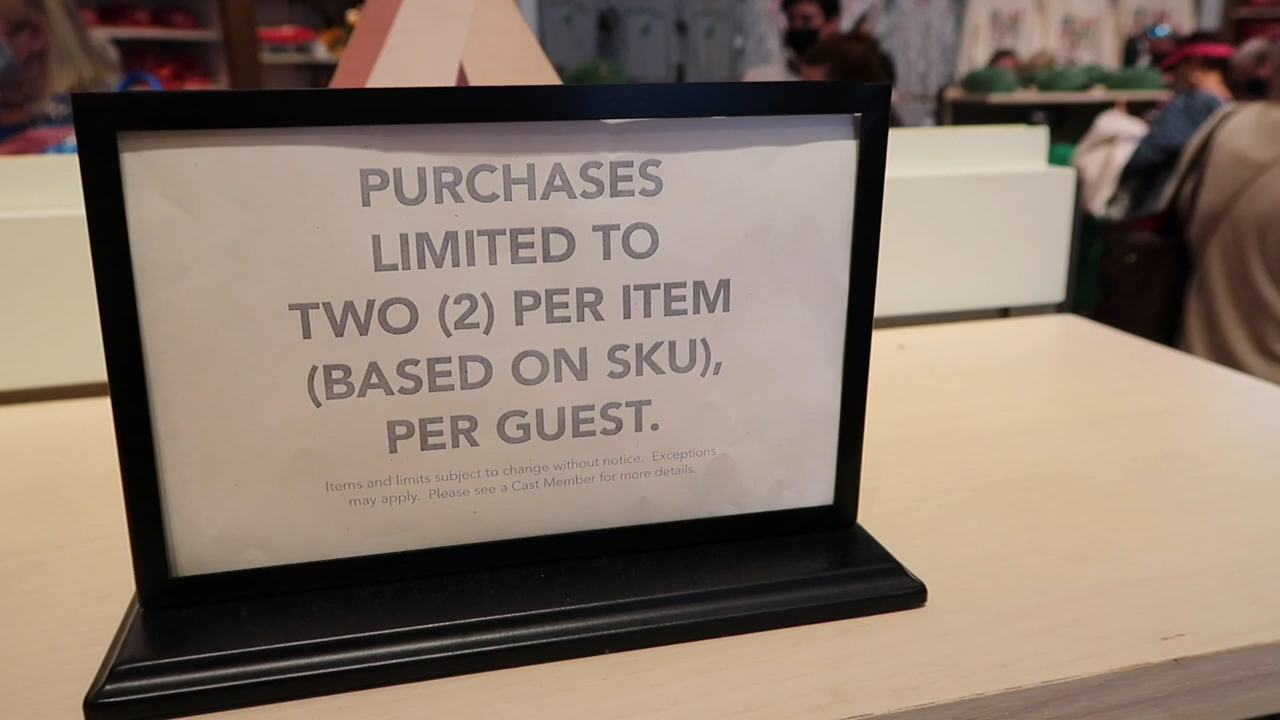 PURCHASES
LIMITED TO
TWO (2) PER ITEM
(BASED ON SKU),
PER GUEST.
Items and limits subject to change without notice.  Exceptions
may apply.  Please see a Cast Member for more details.